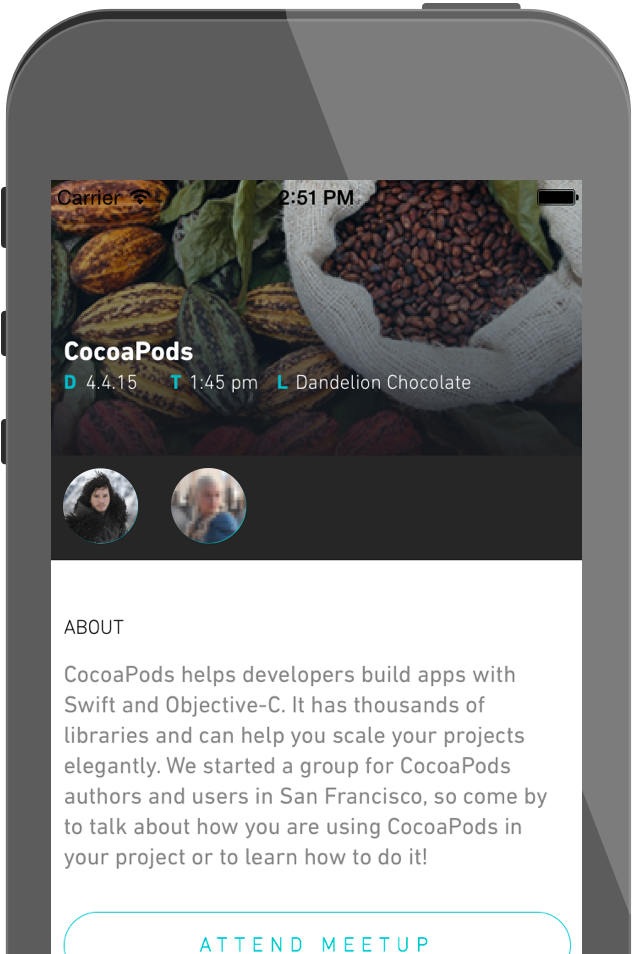 Carrier 2:51 PM
CocoaPods
D 4.4.15 T 1:45 pm L Dandelion Chocolate
ABOUT
CocoaPods helps developers build apps with
Swift and Objective-C. It has thousands of
libraries and can help you scale your projects
elegantly. We started a group for CocoaPods
authors and users in San Francisco, so come by
to talk about how you are using CocoaPods in
your project or to learn how to do it!
ATTEND MEETUP